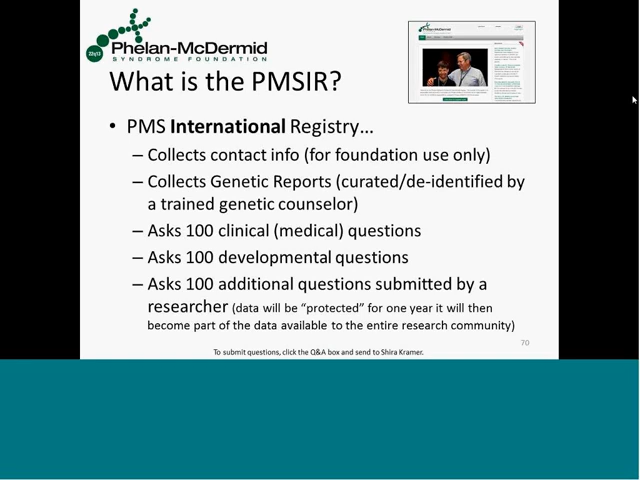 22q13
Phelan-McDermid
SYNDROME FOUNDATION
What is the PMSIR?
• PMS International Registry…
– Collects contact info (for foundation use only)
– Collects Genetic Reports (curated/de-identified by
a trained genetic counselor)
– Asks 100 clinical (medical) questions
– Asks 100 developmental questions
– Asks 100 additional questions submitted by a
researcher (data will be “protected” for one year it will then
become part of the data available to the entire research community)
70
To submit questions, click the Q&A box and send to Shira Kramer.